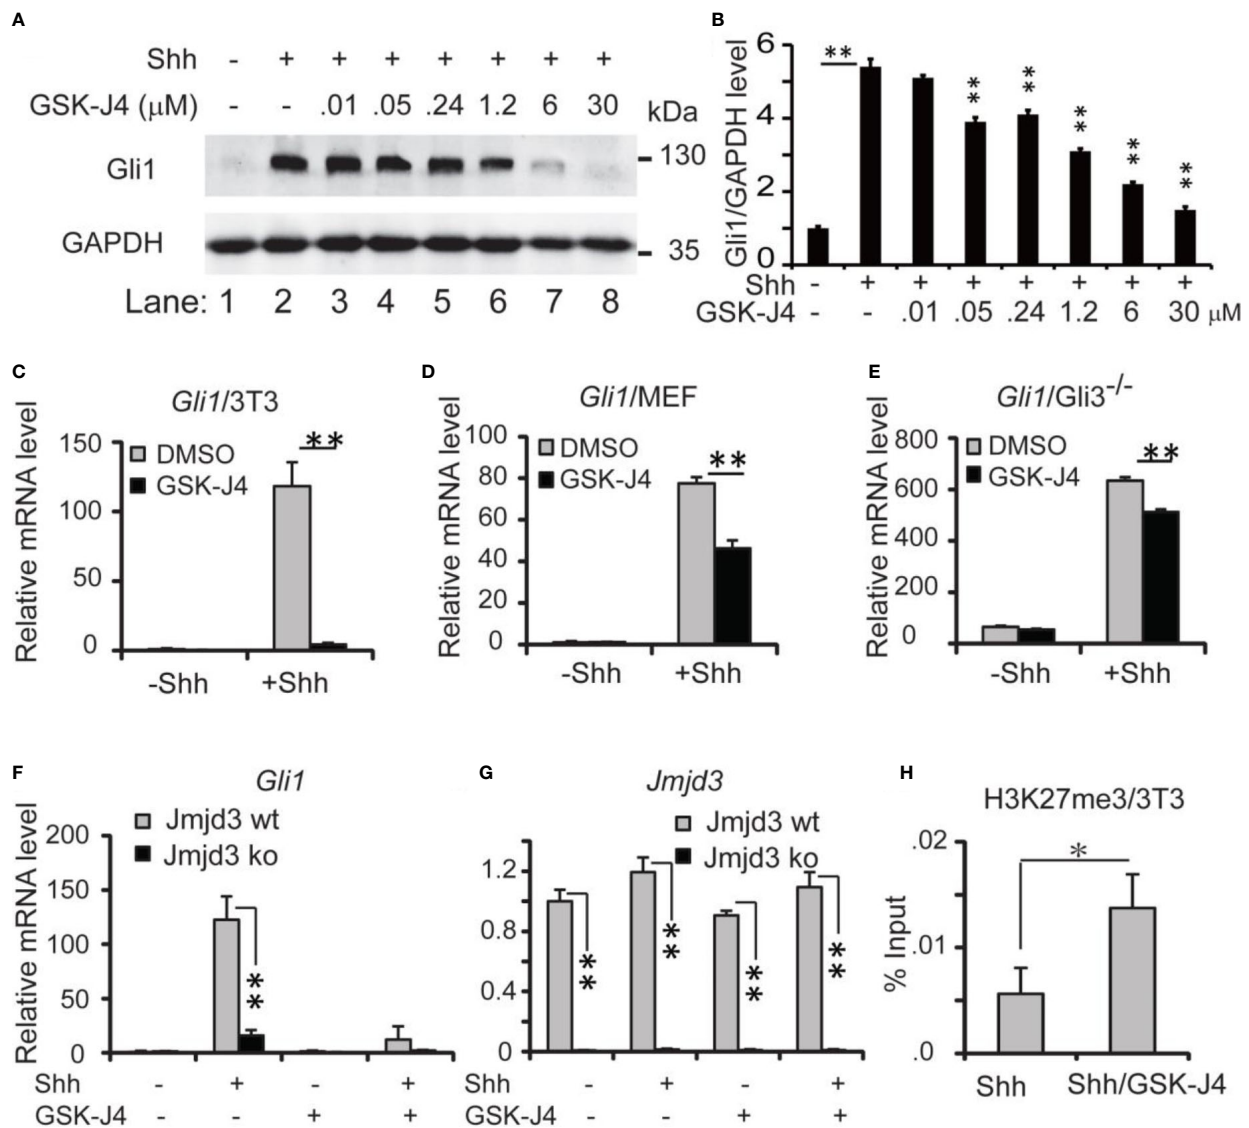 A
Shh - + + + + + + +
GSK-J4 (μM) - - .01 .05 .24 1.2 6 30 kDa
Gli1 130
GAPDH 35
Lane: 1 2 3 4 5 6 7 8
B
Gli1/GAPDH level
6
4
2
0
** ** ** ** ** **
Shh - + + + + + + +
GSK-J4 - - .01 .05 .24 1.2 6 30 μM
C
Gli1/3T3
Relative mRNA level
150
100
50
0
DMSO
GSK-J4
**
-Shh +Shh
D
Gli1/MEF
Relative mRNA level
100
80
60
40
20
0
DMSO
GSK-J4
**
-Shh +Shh
E
Gli1/Gli3-/-
Relative mRNA level
800
600
400
200
0
DMSO
GSK-J4
**
-Shh +Shh
F
Gli1
Relative mRNA level
200
150
100
50
0
Jmjd3 wt
Jmjd3 ko
**
Shh - + - +
GSK-J4 - - + +
G
Jmjd3
Jmjd3 wt
Jmjd3 ko
1.2
0.8
0.4
0
** ** ** **
Shh - + - +
GSK-J4 - - + +
H
H3K27me3/3T3
% Input
.02
.01
.0
*
Shh Shh/GSK-J4